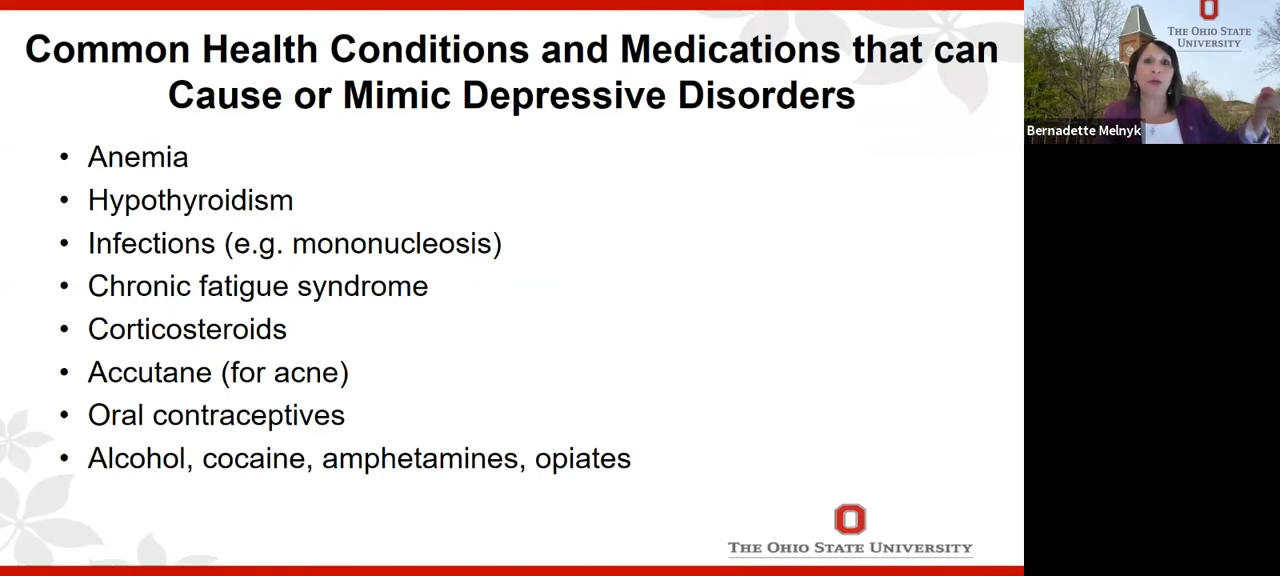 Common Health Conditions and Medications that can
Cause or Mimic Depressive Disorders
• Anemia
• Hypothyroidism
• Infections (e.g. mononucleosis)
• Chronic fatigue syndrome
• Corticosteroids
• Accutane (for acne)
• Oral contraceptives
• Alcohol, cocaine, amphetamines, opiates
THE OHIO STATE UNIVERSITY
THE OHIO STATE
UNIVERSITY
Bernadette Melnyk